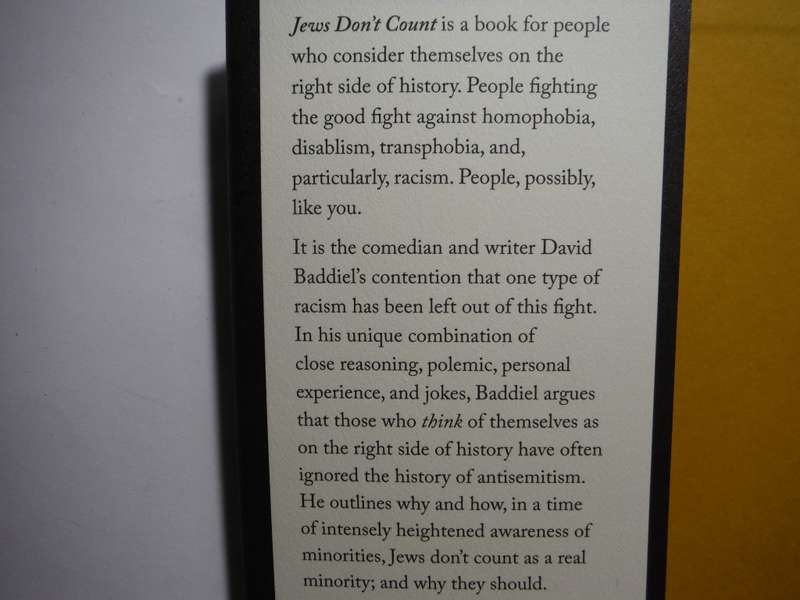 Jews Don't Count is a book for people
who consider themselves on the
right side of history. People fighting
the good fight against homophobia,
disablism, transphobia, and,
particularly, racism. People, possibly,
like you.
It is the comedian and writer David
Baddiel's contention that one type of
racism has been left out of this fight.
In his unique combination of
close reasoning, polemic, personal
experience, and jokes, Baddiel argues
that those who think of themselves as
on the right side of history have often
ignored the history of antisemitism.
He outlines why and how, in a time
of intensely heightened awareness of
minorities, Jews don't count as a real
minority; and why they should.